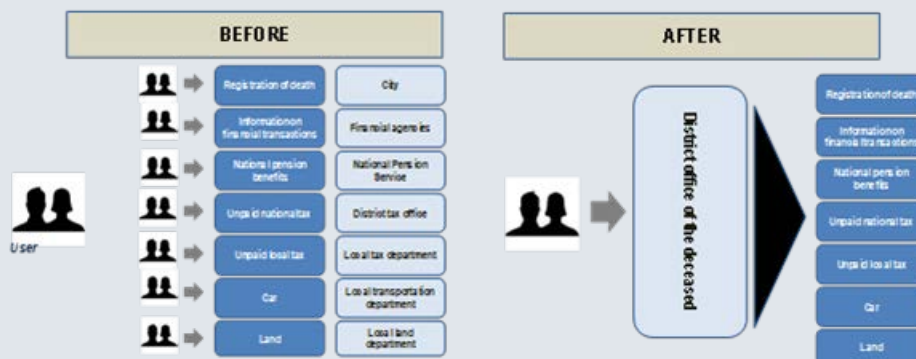 BEFORE
User
Registration of death
City
Information on
financial transactions
Financial agencies
National pension
benefits
National Pension
Service
Unpaid national tax
District tax office
Unpaid local tax
Local tax department
Car
Local transportation
department
Land
Local land
department
AFTER
District office of the deceased
Registration of death
Information on
financial transactions
National pension
benefits
Unpaid national tax
Unpaid local tax
Car
Land